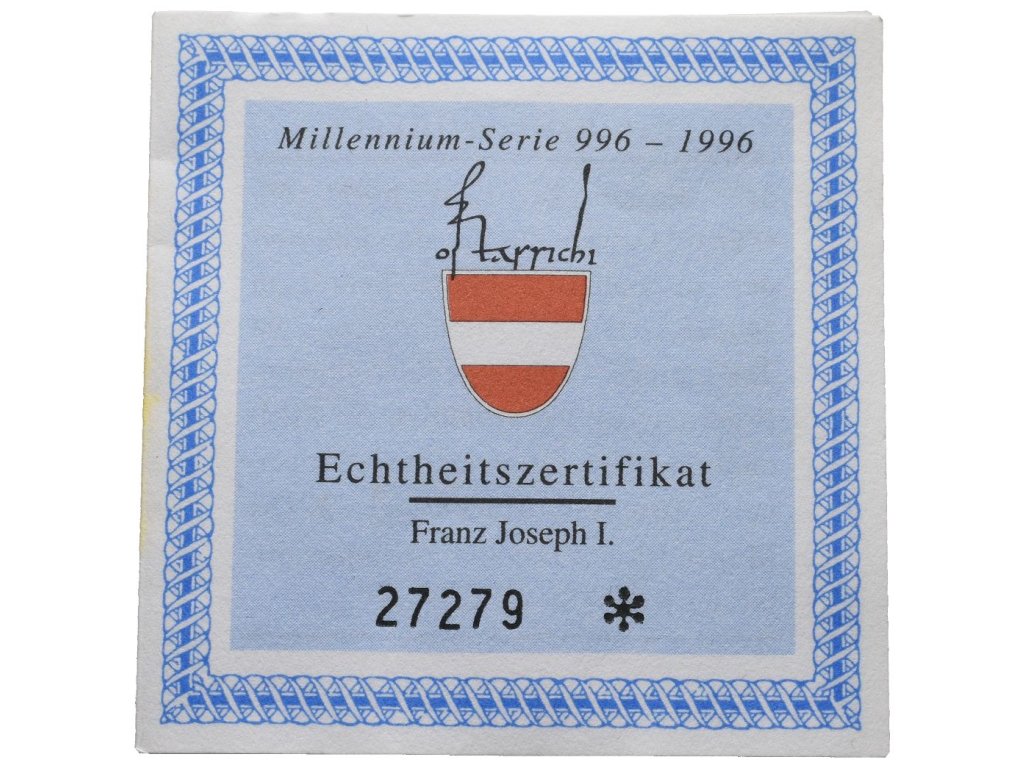 Millennium-Serie 996 – 1996
ostarrichi
Echtheitszertifikat
Franz Joseph I.
27279 *